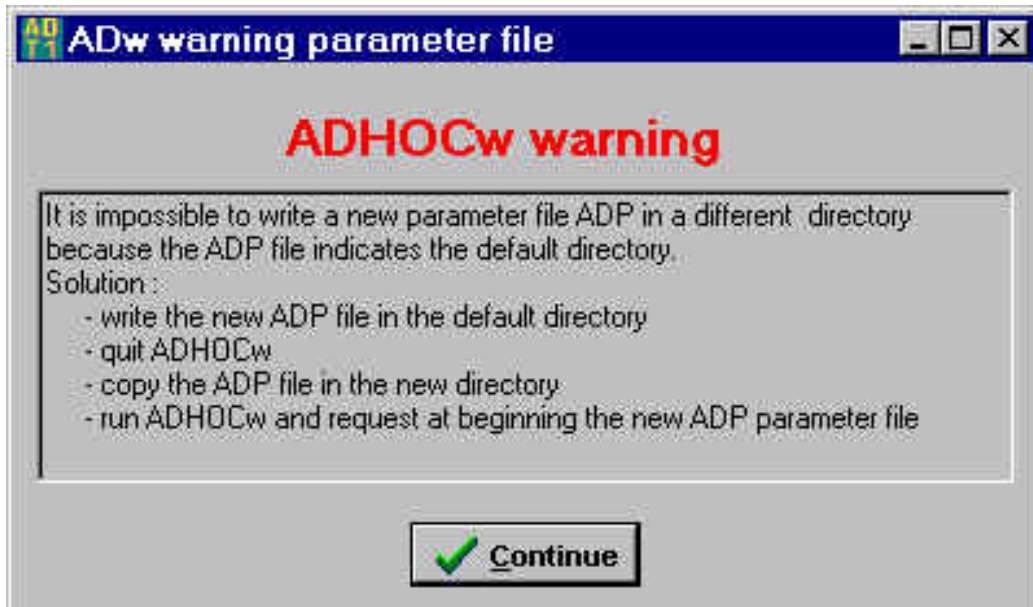 AD
T1
ADw warning parameter file
ADHOCw warning
It is impossible to write a new parameter file ADP in a different directory
because the ADP file indicates the default directory.
Solution :
- write the new ADP file in the default directory
- quit ADHOCw
- copy the ADP file in the new directory
- run ADHOCw and request at beginning the new ADP parameter file
Continue